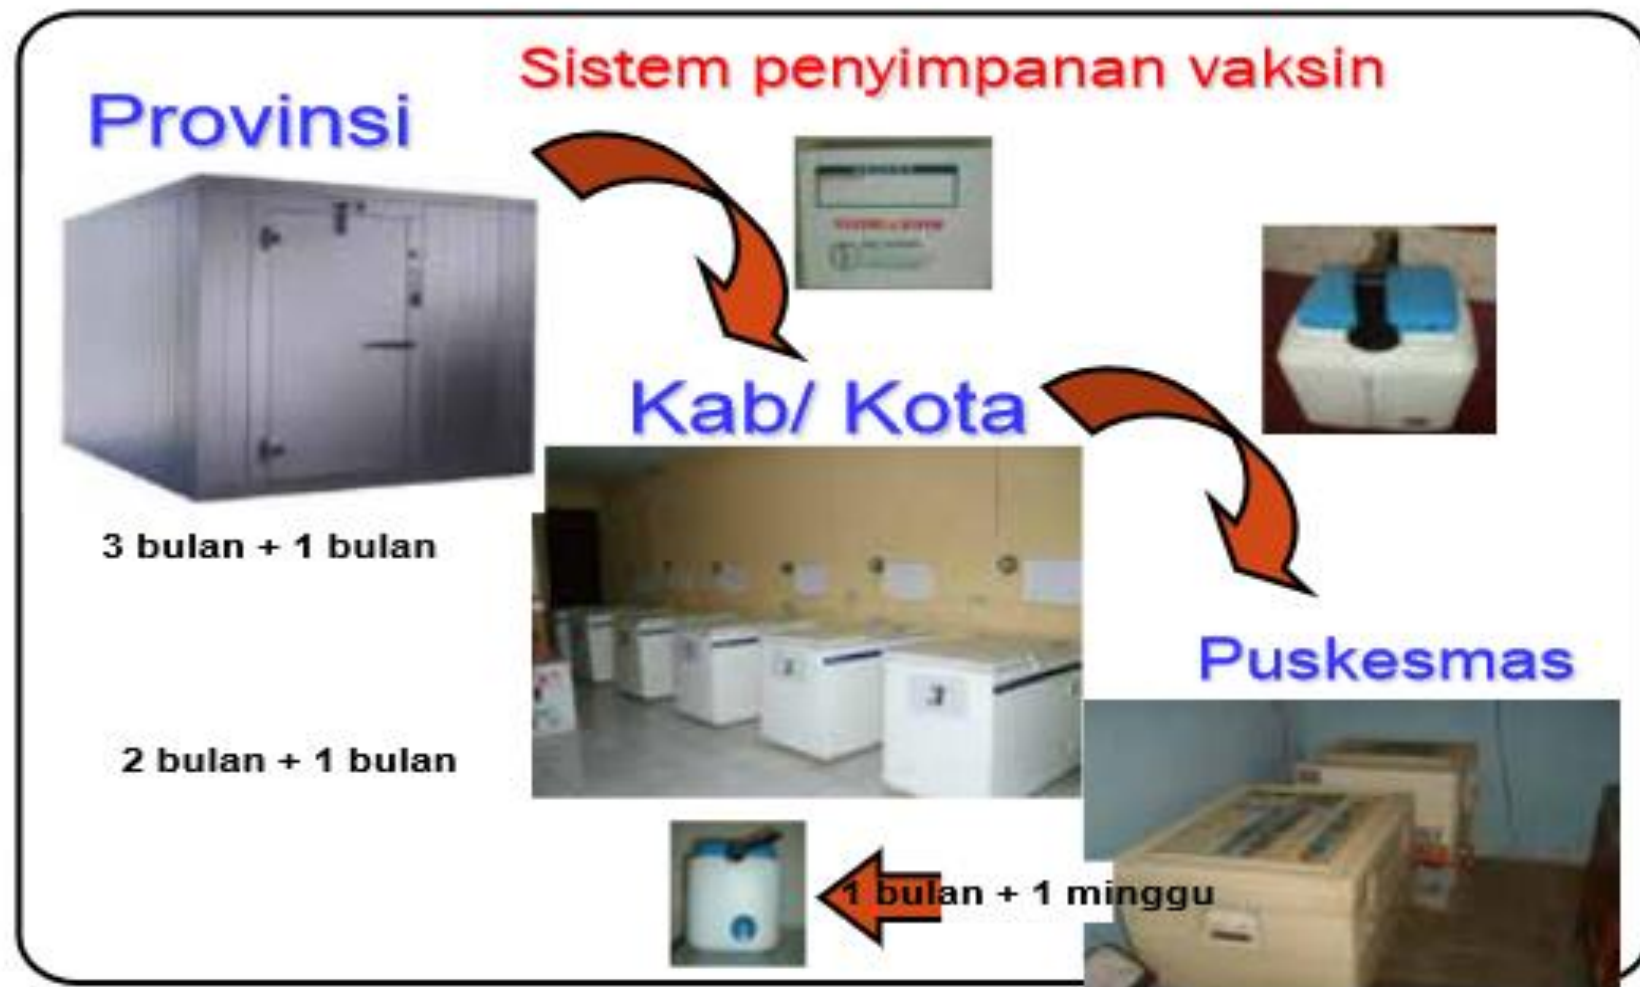 Sistem penyimpanan vaksin
Provinsi
Kab/ Kota
3 bulan + 1 bulan
Puskesmas
2 bulan + 1 bulan
1 bulan + 1 minggu